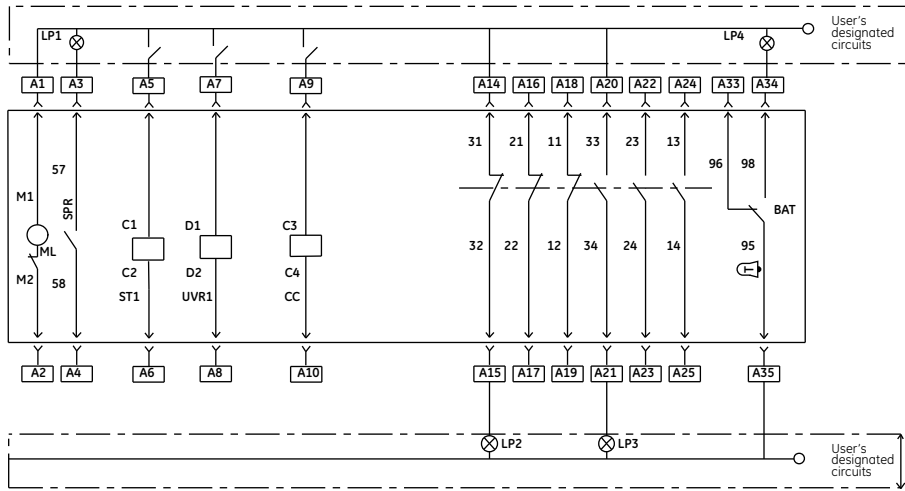 LP1
LP4
User's
designated
circuits
A1 A3 A5 A7 A9 A14 A16 A18 A20 A22 A24 A33 A34
31 21 11 33 23 13
57 96 98
M1 SPR
C1 D1 C3 BAT
ML
32 22 12 34 24 14 95
M2 58 C2 D2 C4 T
ST1 UVR1 CC
A2 A4 A6 A8 A10 A15 A17 A19 A21 A23 A25 A35
LP2 LP3
User's
designated
circuits